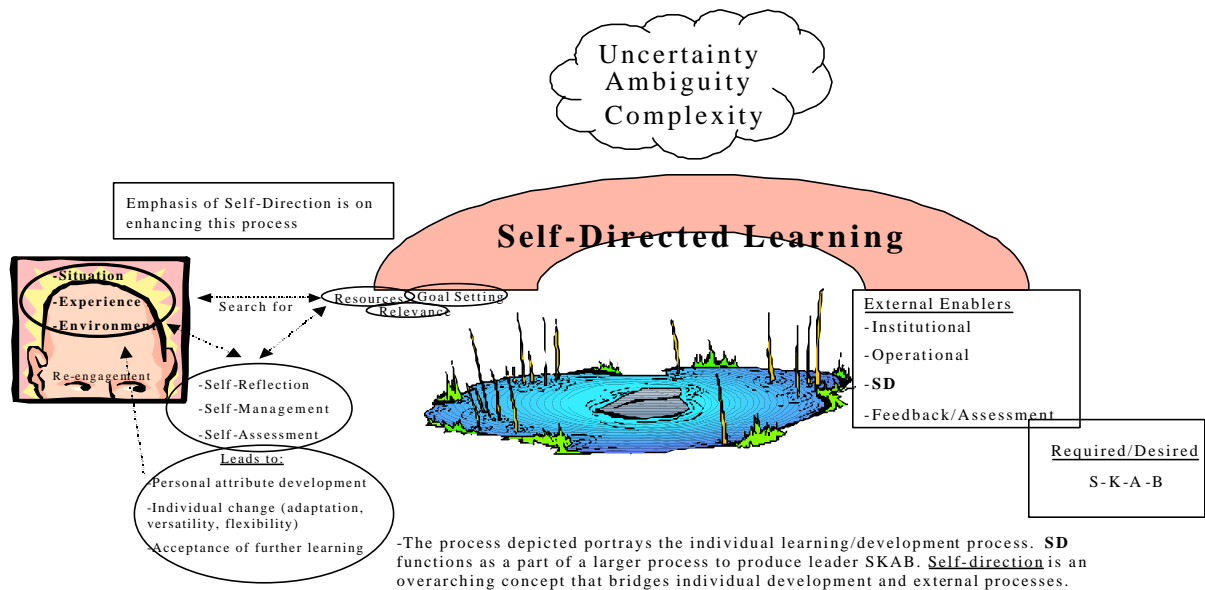 Uncertainty
Ambiguity
Complexity
Emphasis of Self-Direction is on
enhancing this process
Self-Directed Learning
-Situation
-Experience
-Environment
Re-engagement
Search for
Resources
Goal Setting
Relevance
-Self-Reflection
-Self-Management
-Self-Assessment
Leads to:
-Personal attribute development
-Individual change (adaptation,
versatility, flexibility)
-Acceptance of further learning
External Enablers
-Institutional
-Operational
-SD
-Feedback/Assessment
Required/Desired
S-K-A-B
-The process depicted portrays the individual learning/development process. SD
functions as a part of a larger process to produce leader SKAB. Self-direction is an
overarching concept that bridges individual development and external processes.